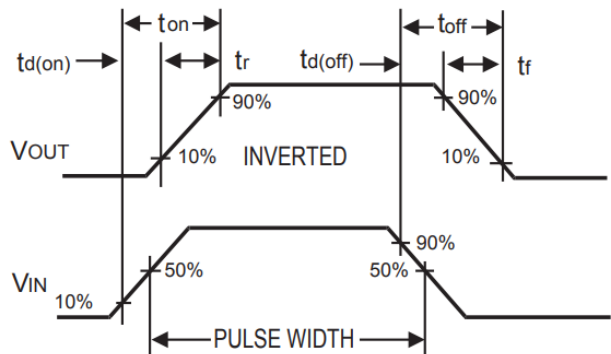 ton
toff
td(on)
tr
td(off)
tf
90%
90%
VOUT
10%
INVERTED
10%
90%
50%
50%
VIN
10%
PULSE WIDTH